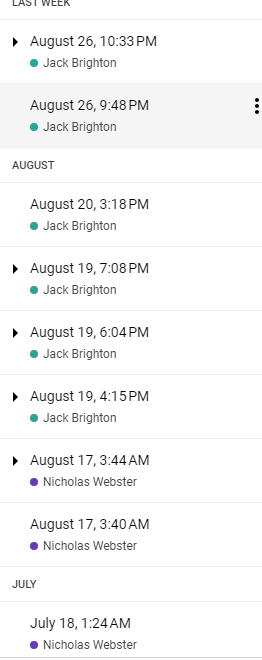 LAST WEEK
August 26, 10:33 PM
Jack Brighton
August 26, 9:48 PM
Jack Brighton
AUGUST
August 20, 3:18 PM
Jack Brighton
August 19, 7:08 PM
Jack Brighton
August 19, 6:04 PM
Jack Brighton
August 19, 4:15 PM
Jack Brighton
August 17, 3:44 AM
Nicholas Webster
August 17, 3:40 AM
Nicholas Webster
JULY
July 18, 1:24 AM
Nicholas Webster